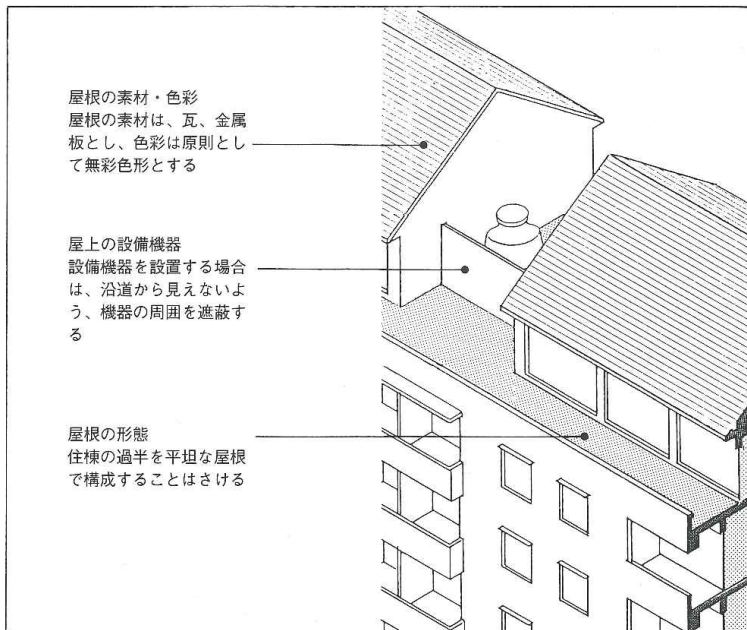 屋根の素材・色彩
屋根の素材は、瓦、金属
板とし、色彩は原則とし
て無彩色形とする
屋上の設備機器
設備機器を設置する場合
は、沿道から見えないよ
う、機器の周囲を遮蔽す
る
屋根の形態
住棟の過半を平坦な屋根
で構成することはさける